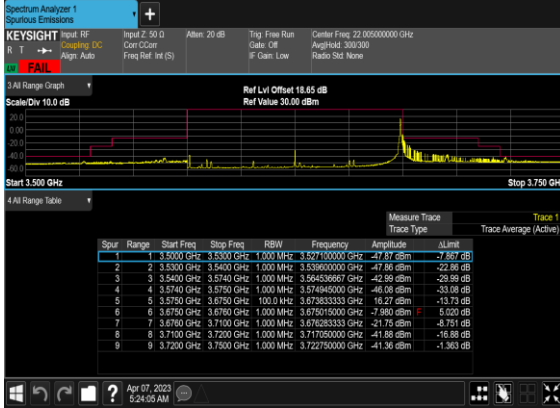 Spectrum Analyzer 1
Spurious Emissions
+
KEYSIGHT Input: RF Input Z: 50 Ω Atten: 20 dB Trig: Free Run Center Freq: 22.005000000 GHz
R T Coupling: DC Corr CCorr Gate: Off Avg|Hold: 300/300
Align: Auto Freq Ref: Int (S) IF Gain: Low Radio Std: None
FAIL
3 All Range Graph
Ref Lvl Offset 18.65 dB
Scale/Div 10.0 dB Ref Value 30.00 dBm
20.0
0.00
-20.0
-40.0
-60.0
Start 3.500 GHz Stop 3.750 GH
4 All Range Table
Measure Trace Trace 1
Trace Type Trace Average (Active)
Spur Range Start Freq Stop Freq RBW Frequency Amplitude ΔLimit
1 1 3.5000 GHz 3.5300 GHz 1.000 MHz 3.527100000 GHz -47.87 dBm -7.867 dB
2 2 3.5300 GHz 3.5400 GHz 1.000 MHz 3.539600000 GHz -47.86 dBm -22.86 dB
3 3 3.5400 GHz 3.5740 GHz 1.000 MHz 3.564536667 GHz -42.99 dBm -29.99 dB
4 4 3.5740 GHz 3.5750 GHz 1.000 MHz 3.574945000 GHz -46.08 dBm -33.08 dB
5 5 3.5750 GHz 3.6750 GHz 100.0 kHz 3.673833333 GHz 16.27 dBm -13.73 dB
6 6 3.6750 GHz 3.6760 GHz 1.000 MHz 3.675015000 GHz -7.980 dBm F 5.020 dB
7 7 3.6760 GHz 3.7100 GHz 1.000 MHz 3.676283333 GHz -21.75 dBm -8.751 dB
8 8 3.7100 GHz 3.7200 GHz 1.000 MHz 3.717050000 GHz -41.88 dBm -16.88 dB
9 9 3.7200 GHz 3.7500 GHz 1.000 MHz 3.722750000 GHz -41.36 dBm -1.363 dB
? Apr 07, 2023
5:24:05 AM